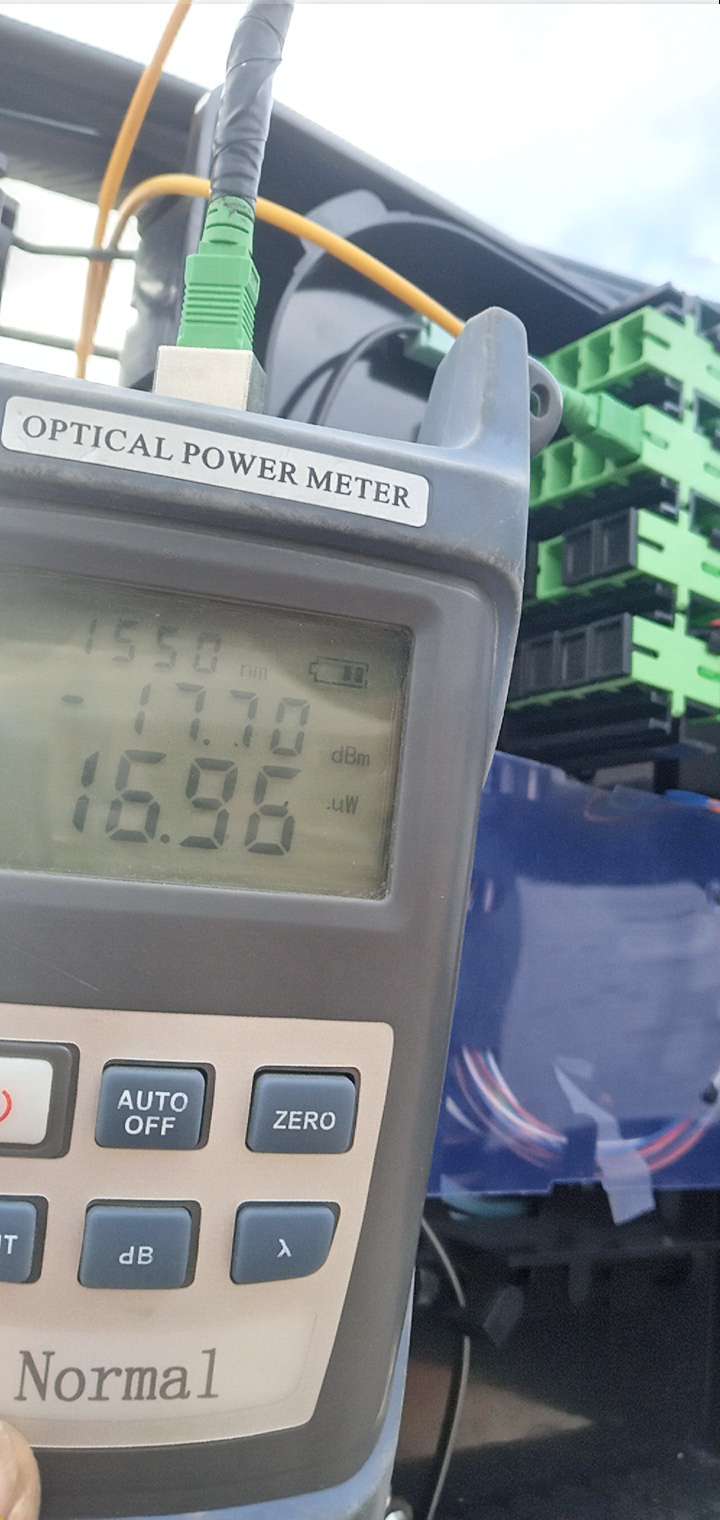 OPTICAL POWER METER
1550 nm
-17.70 dBm
16.96 uW
AUTO OFF
ZERO
dB
λ
Normal